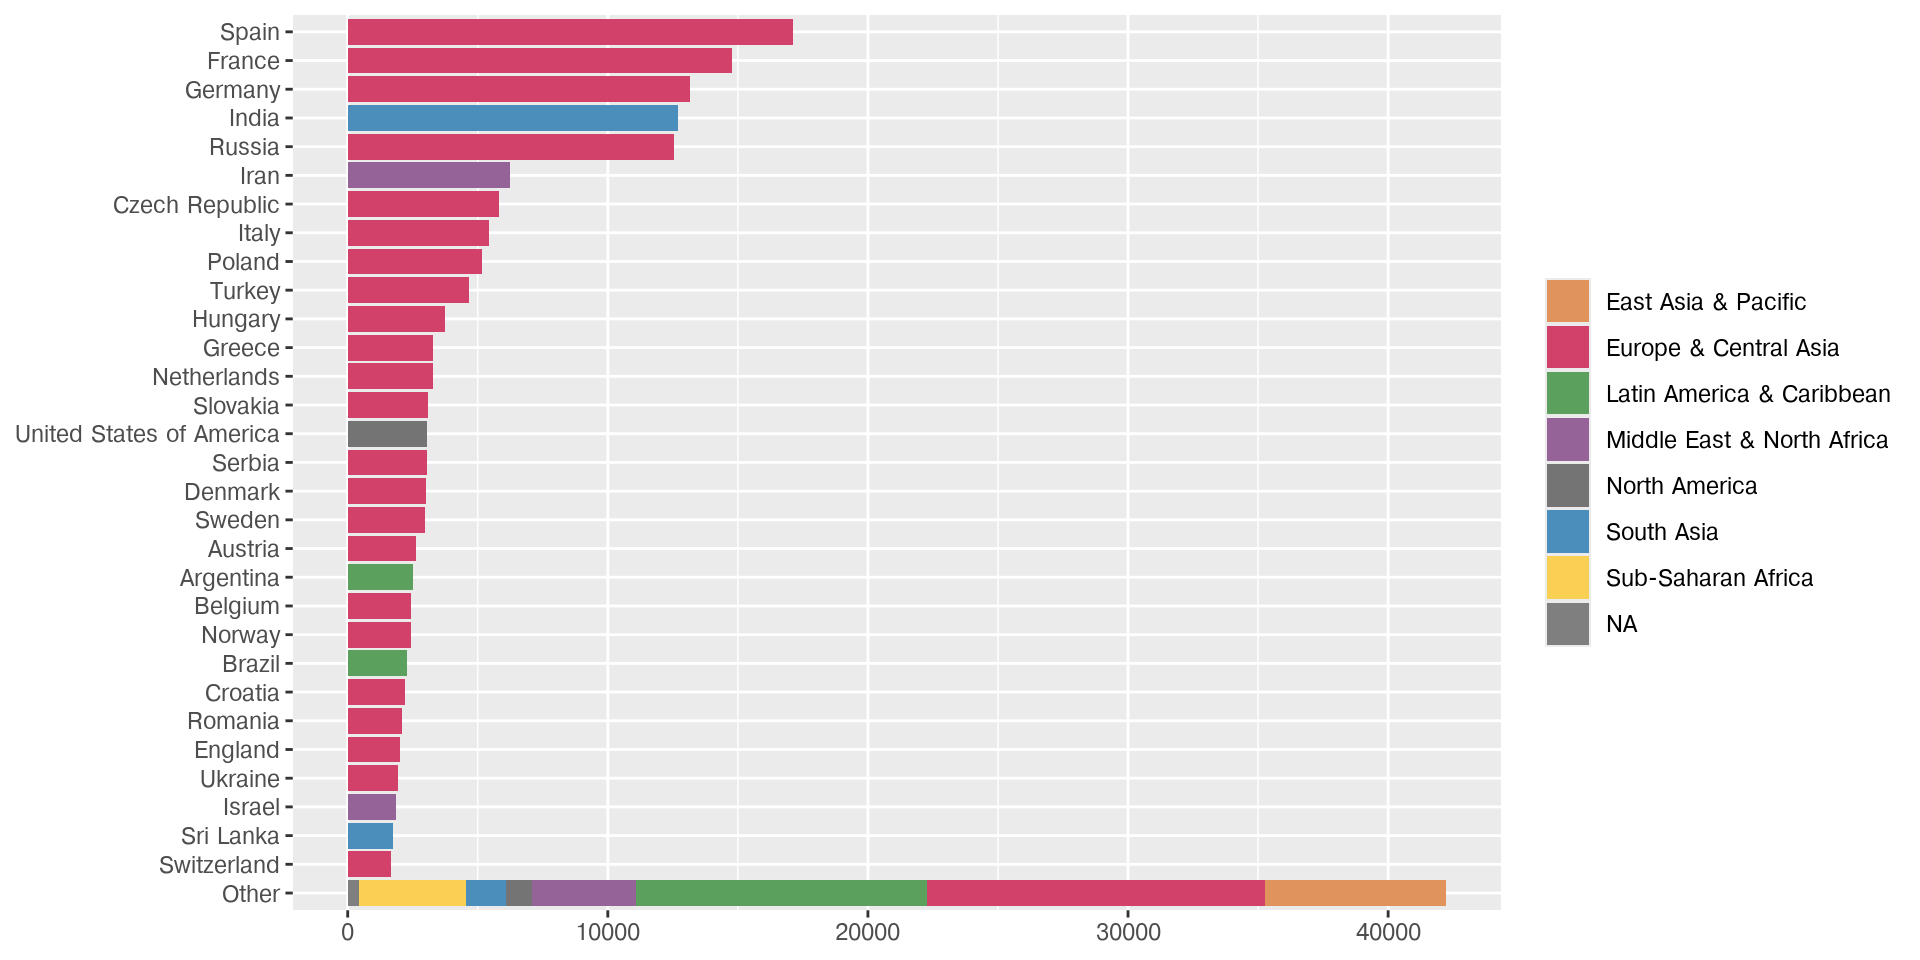 Spain
France
Germany
India
Russia
Iran
Czech Republic
Italy
Poland
Turkey
Hungary
Greece
Netherlands
Slovakia
United States of America
Serbia
Denmark
Sweden
Austria
Argentina
Belgium
Norway
Brazil
Croatia
Romania
England
Ukraine
Israel
Sri Lanka
Switzerland
Other
0 10000 20000 30000 40000
East Asia & Pacific
Europe & Central Asia
Latin America & Caribbean
Middle East & North Africa
North America
South Asia
Sub-Saharan Africa
NA